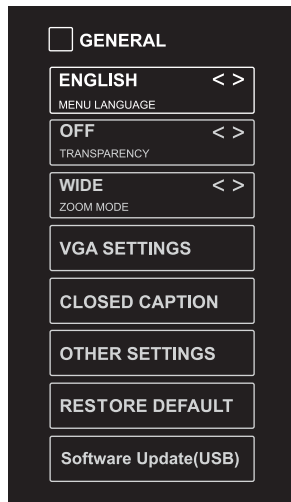 GENERAL
ENGLISH < >
MENU LANGUAGE
OFF < >
TRANSPARENCY
WIDE < >
ZOOM MODE
VGA SETTINGS
CLOSED CAPTION
OTHER SETTINGS
RESTORE DEFAULT
Software Update(USB)